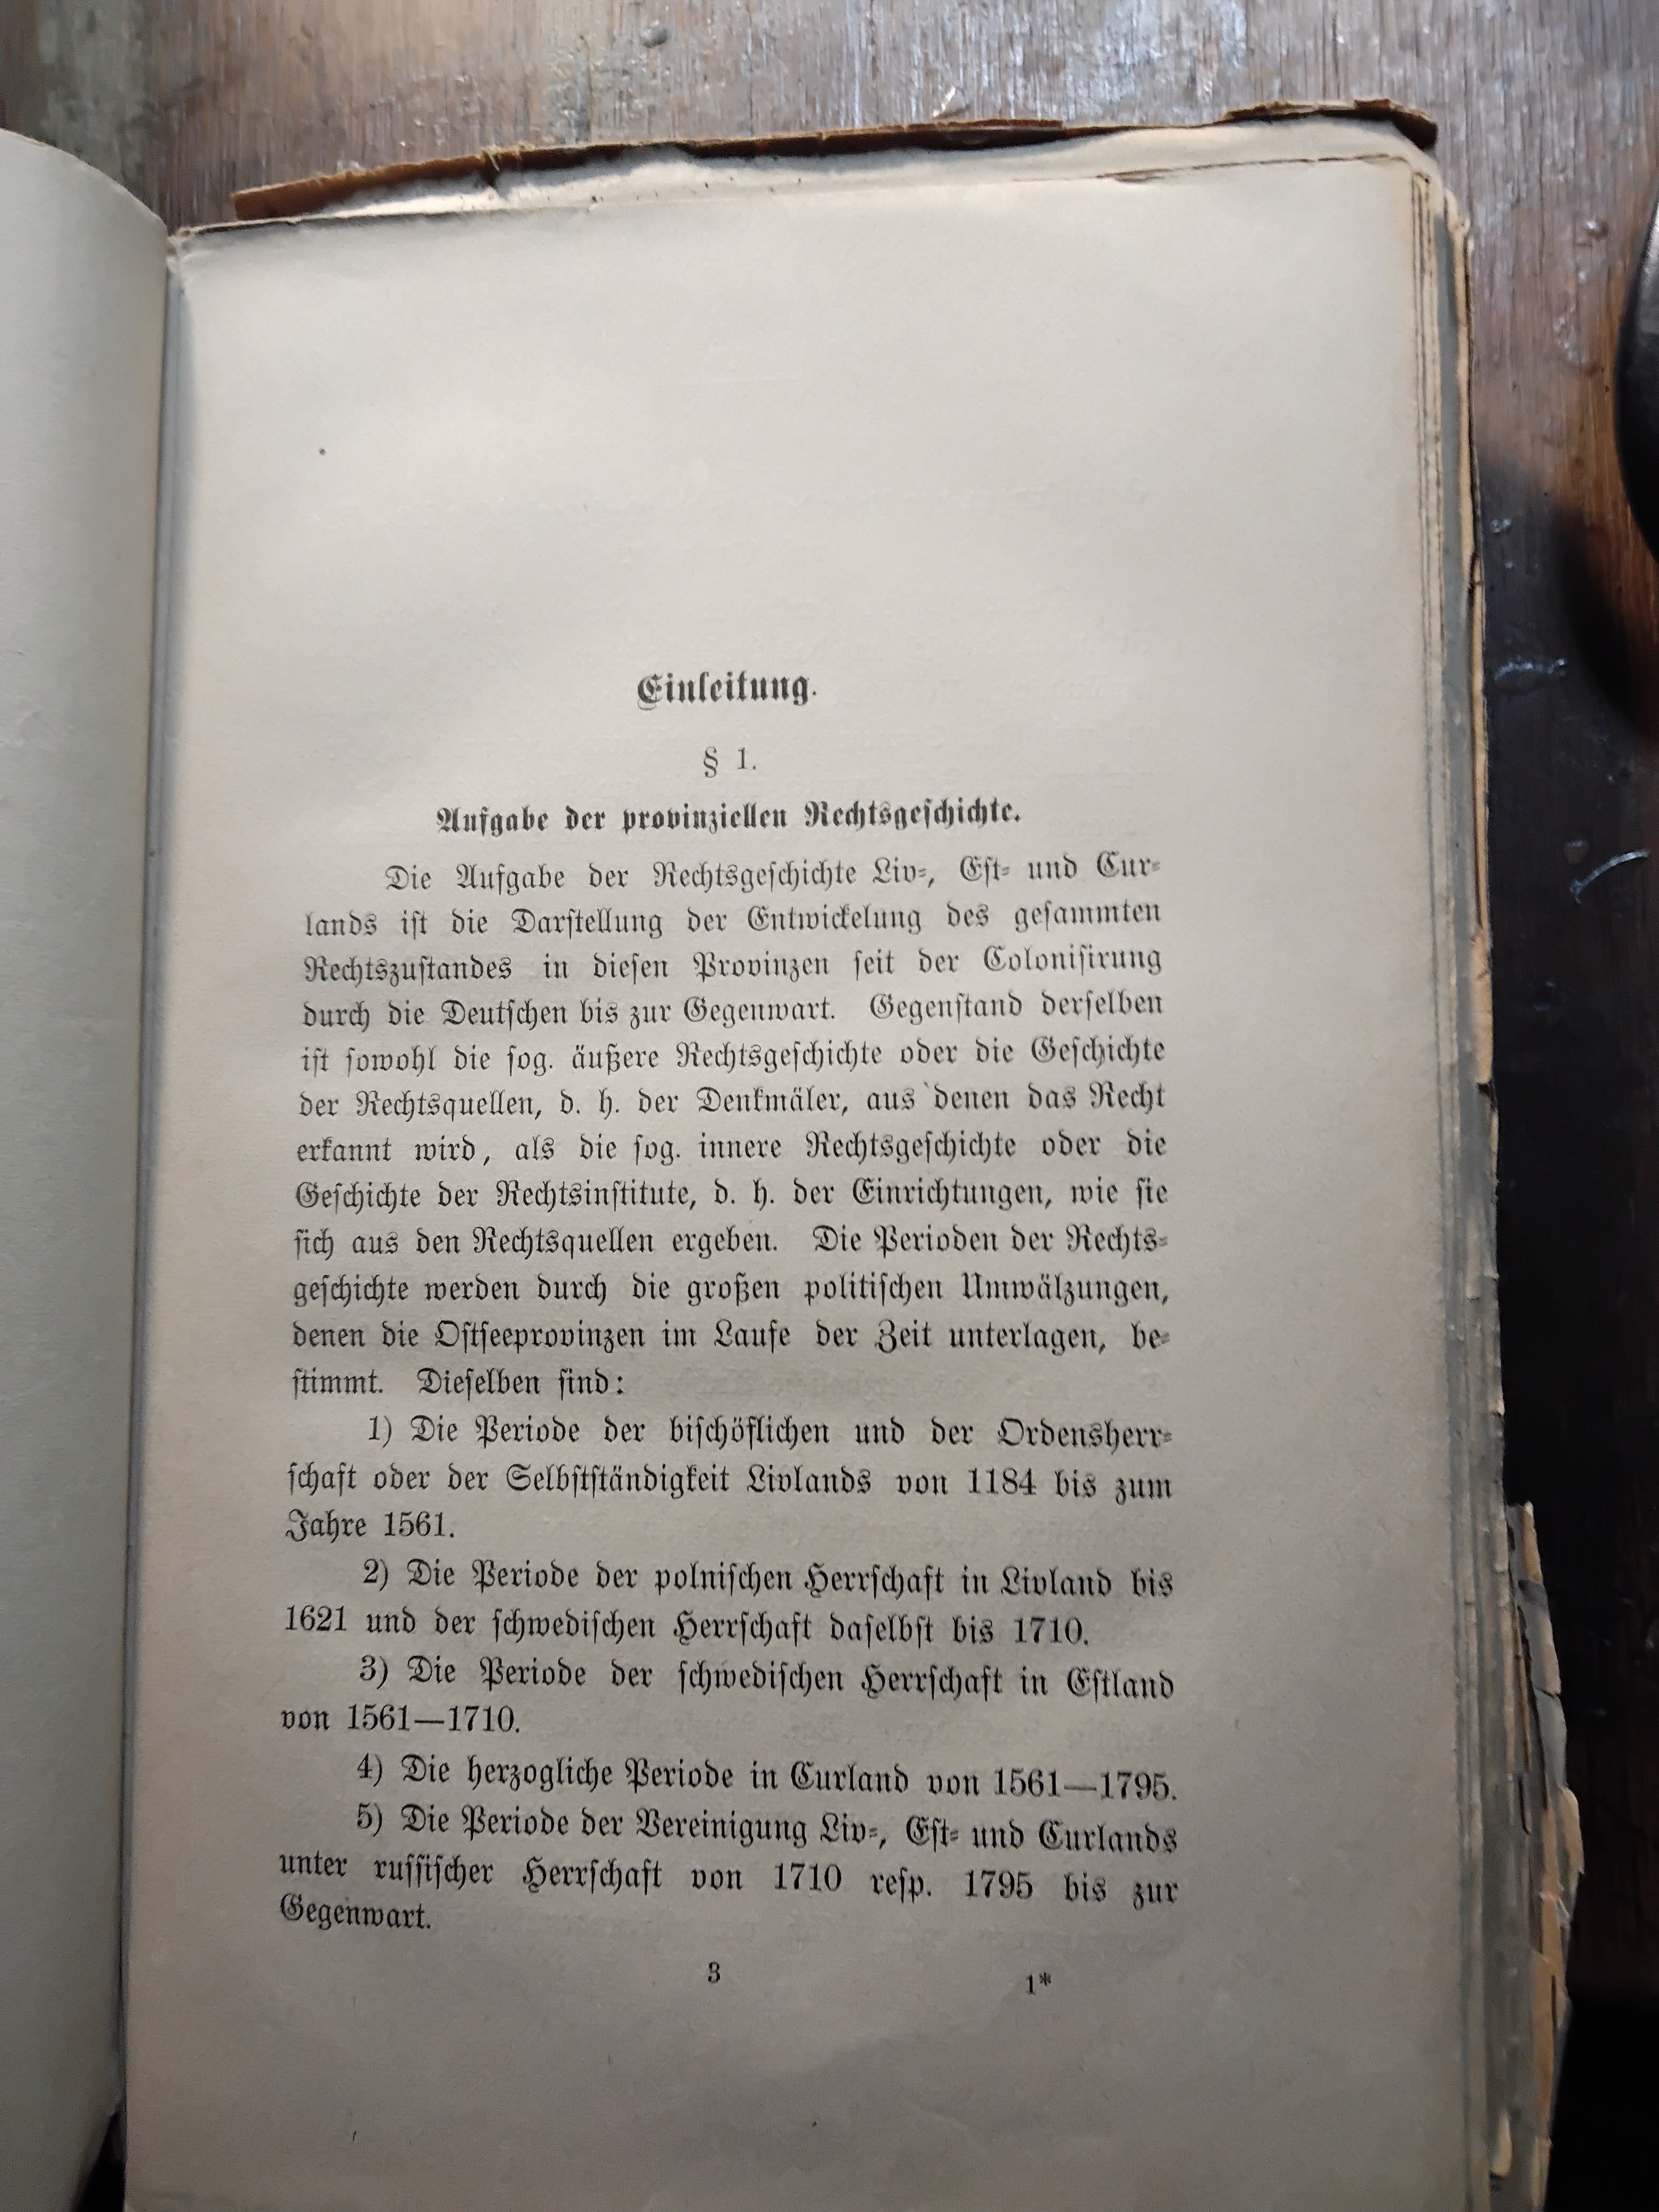 Einleitung.
§ 1.
Aufgabe der provinziellen Rechtsgeschichte.
Die Aufgabe der Rechtsgeschichte Liv-, Est- und Cur-
lands ist die Darstellung der Entwickelung des gesammten
Rechtszustandes in diesen Provinzen seit der Colonisirung
durch die Deutschen bis zur Gegenwart. Gegenstand derselben
ist sowohl die sog. äußere Rechtsgeschichte oder die Geschichte
der Rechtsquellen, d. h. der Denkmäler, aus denen das Recht
erkannt wird, als die sog. innere Rechtsgeschichte oder die
Geschichte der Rechtsinstitute, d. h. der Einrichtungen, wie sie
sich aus den Rechtsquellen ergeben. Die Perioden der Rechts-
geschichte werden durch die großen politischen Umwälzungen,
denen die Ostseeprovinzen im Laufe der Zeit unterlagen, be-
stimmt. Dieselben sind:
1) Die Periode der bischöflichen und der Ordensherr-
schaft oder der Selbstständigkeit Livlands von 1184 bis zum
Jahre 1561.
2) Die Periode der polnischen Herrschaft in Livland bis
1621 und der schwedischen Herrschaft daselbst bis 1710.
3) Die Periode der schwedischen Herrschaft in Estland
von 1561—1710.
4) Die herzogliche Periode in Curland von 1561—1795.
5) Die Periode der Vereinigung Liv-, Est- und Curlands
unter russischer Herrschaft von 1710 resp. 1795 bis zur
Gegenwart.
3 1*